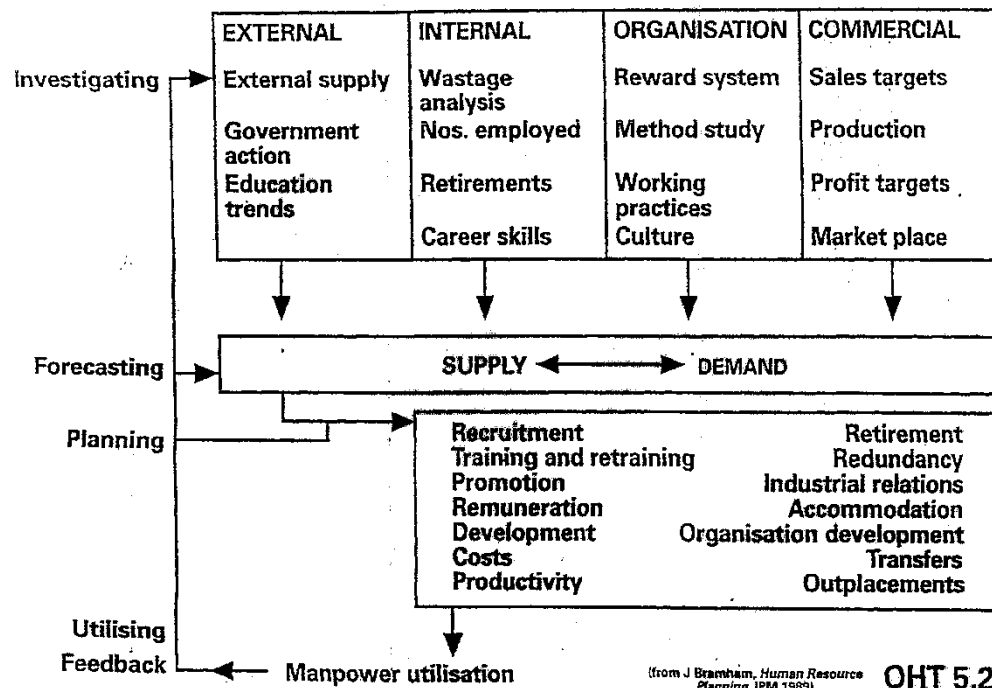 EXTERNAL
External supply
Government
action
Education
trends
INTERNAL
Wastage
analysis
Nos. employed
Retirements
Career skills
ORGANISATION
Reward system
Method study
Working
practices
Culture
COMMERCIAL
Sales targets
Production
Profit targets
Market place
Investigating
Forecasting
SUPPLY DEMAND
Planning
Recruitment
Training and retraining
Promotion
Remuneration
Development
Costs
Productivity
Retirement
Redundancy
Industrial relations
Accommodation
Organisation development
Transfers
Outplacements
Utilising
Feedback
Manpower utilisation
(from J Bramham, Human Resource
Planning, IPM 1989)
OHT 5.2